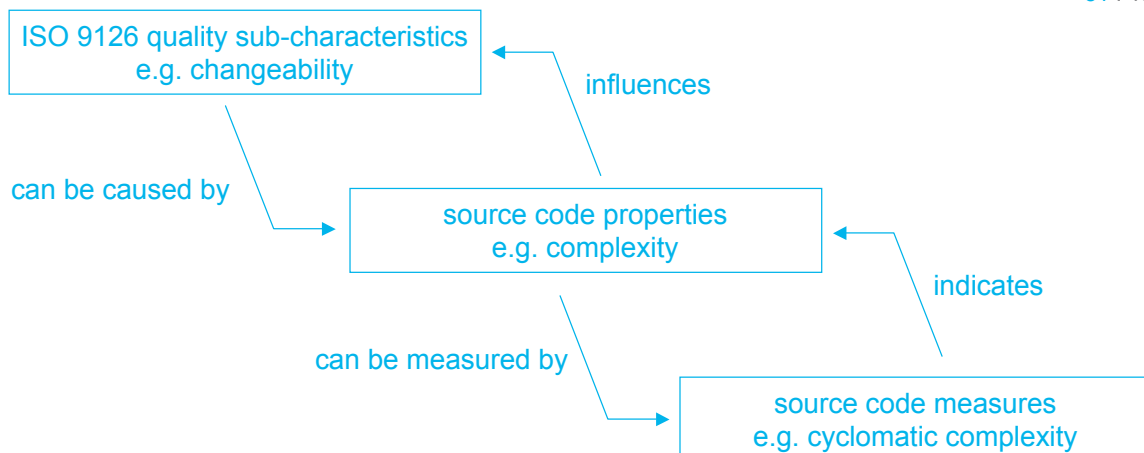 ISO 9126 quality sub-characteristics
e.g. changeability
influences
can be caused by
source code properties
e.g. complexity
indicates
can be measured by
source code measures
e.g. cyclomatic complexity